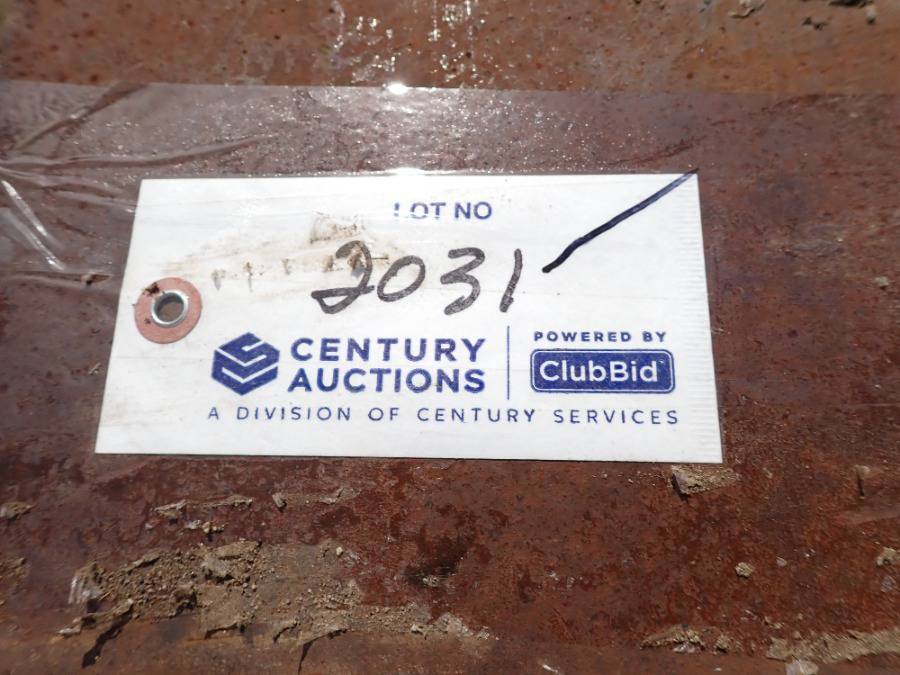 LOT NO
2031
CENTURY AUCTIONS
POWERED BY
ClubBid
A DIVISION OF CENTURY SERVICES